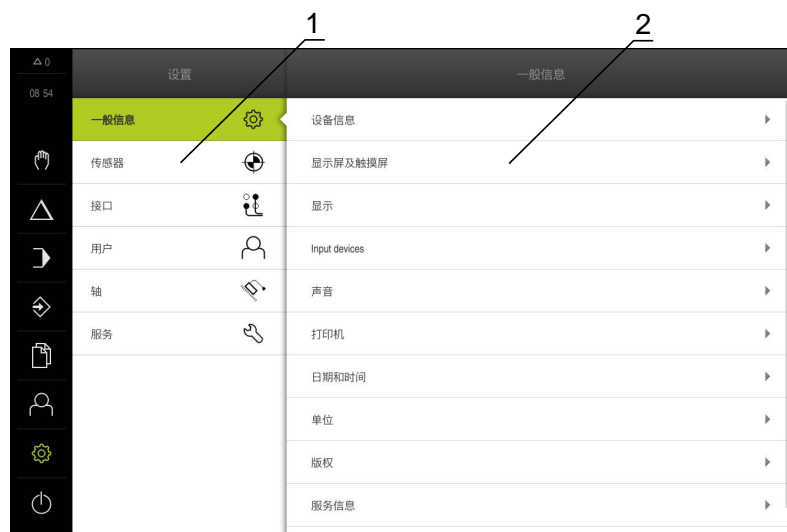 1
2
△ 0
08 54
设置
一般信息
一般信息
传感器
接口
用户
轴
服务
设备信息
显示屏及触摸屏
显示
Input devices
声音
打印机
日期和时间
单位
版权
服务信息